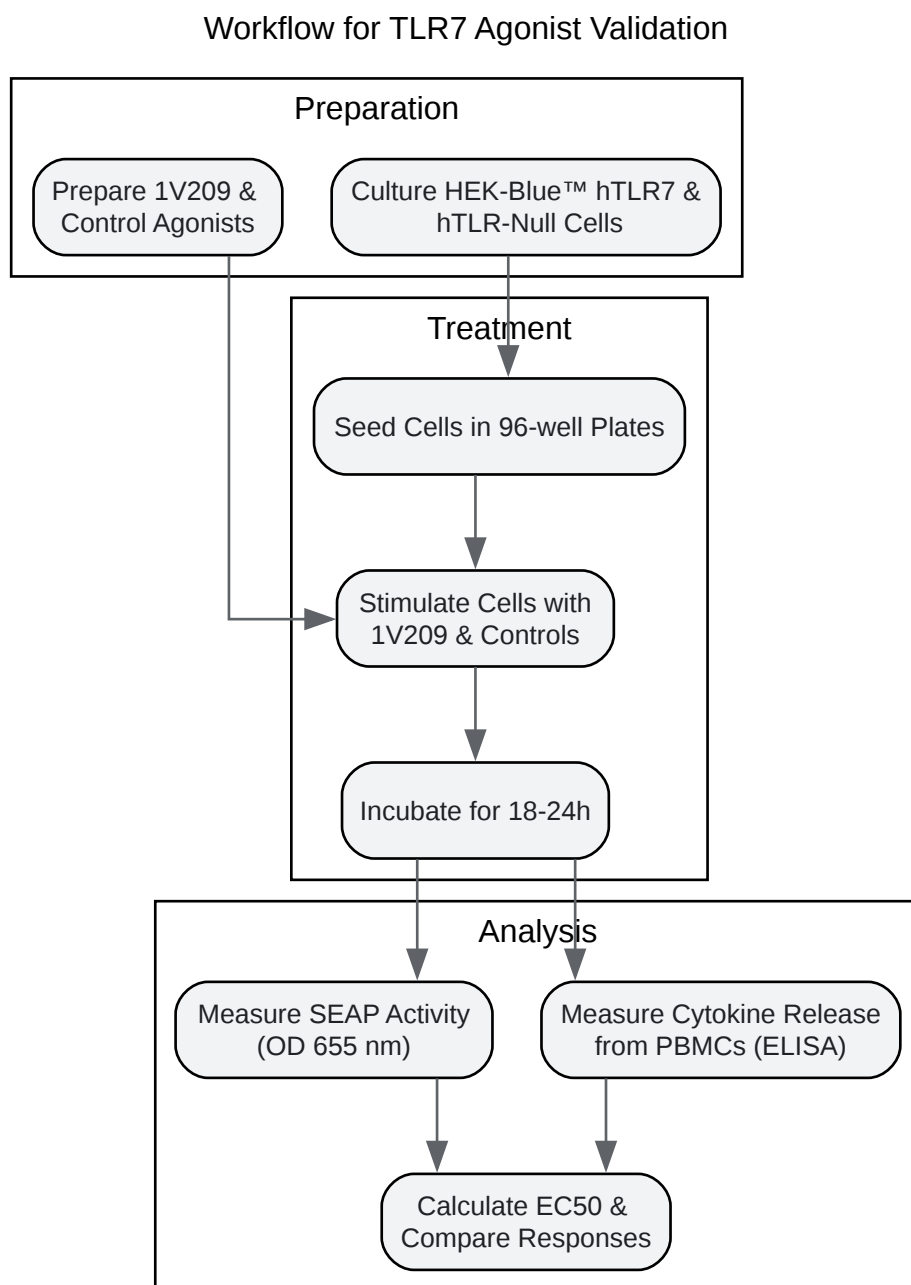 Workflow for TLR7 Agonist Validation
Preparation
Prepare 1V209 &
Control Agonists
Culture HEK-Blue™ hTLR7 &
hTLR-Null Cells
Treatment
Seed Cells in 96-well Plates
Stimulate Cells with
1V209 & Controls
Incubate for 18-24h
Analysis
Measure SEAP Activity
(OD 655 nm)
Measure Cytokine Release
from PBMCs (ELISA)
Calculate EC50 &
Compare Responses